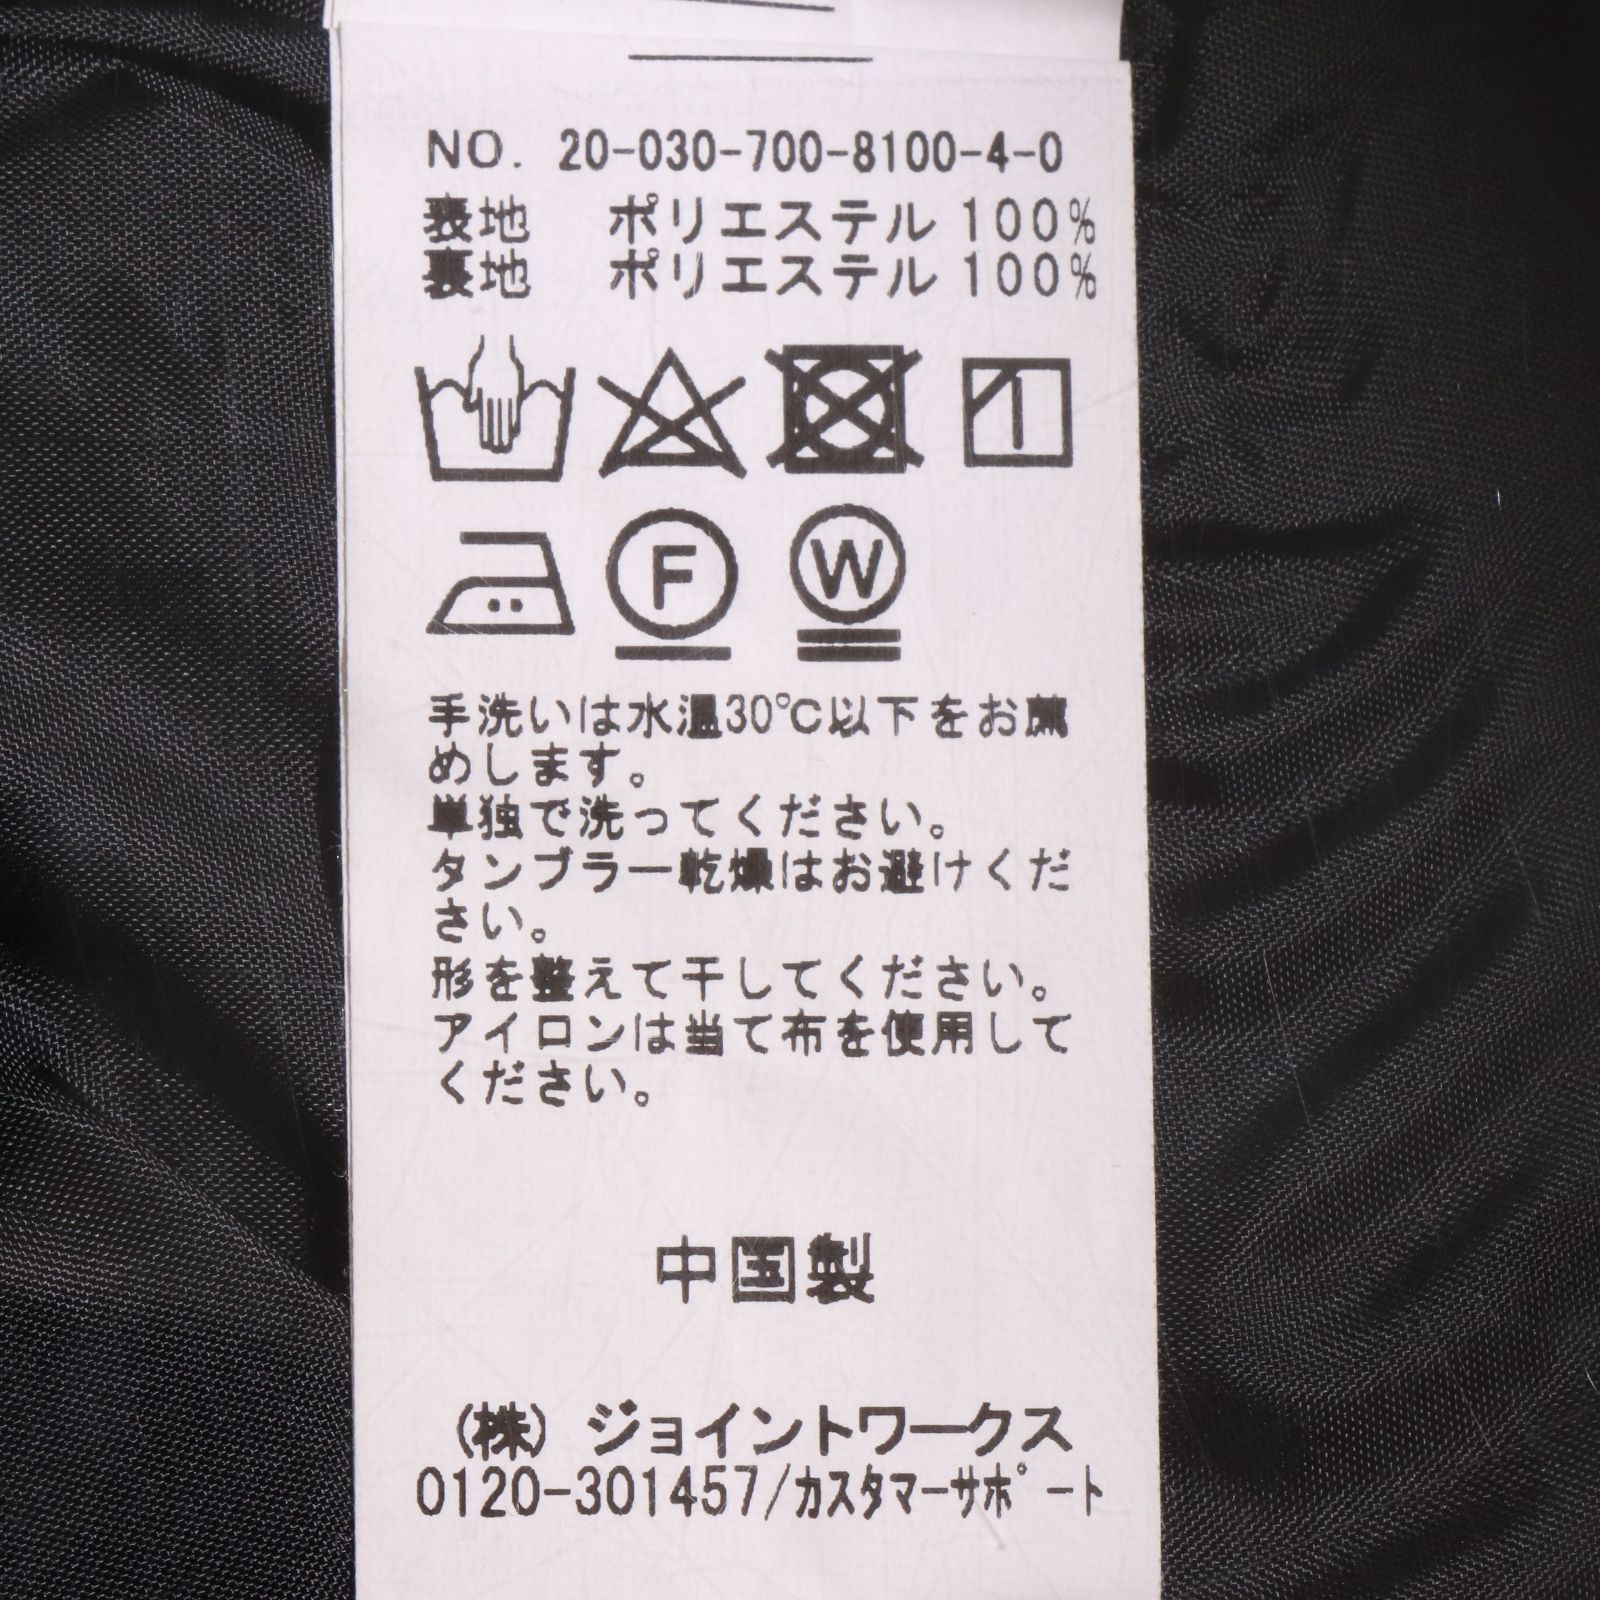 NO. 20-030-700-8100-4-0
表地 ポリエステル 100%
裏地 ポリエステル 100%
F
W
手洗いは水温30℃以下をお薦
めします。
単独で洗ってください。
タンブラー乾燥はお避けくだ
さい。
形を整えて干してください。
アイロンは当て布を使用して
ください。
中国製
(株) ジョイントワークス
0120-301457/カスタマーサポート